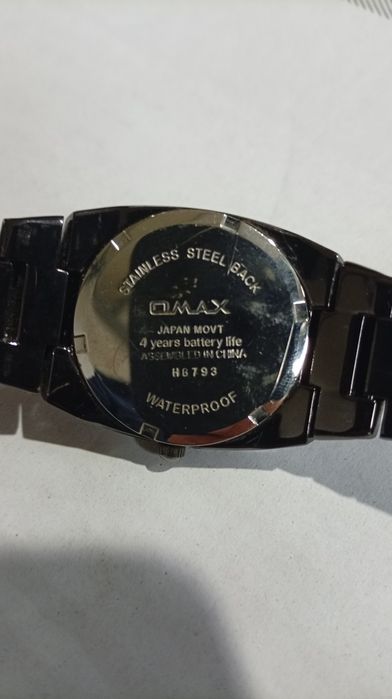 STAINLESS STEEL BACK
OMAX
JAPAN MOVT
4 years battery life
ASSEMBLED IN CHINA
HB793
WATERPROOF